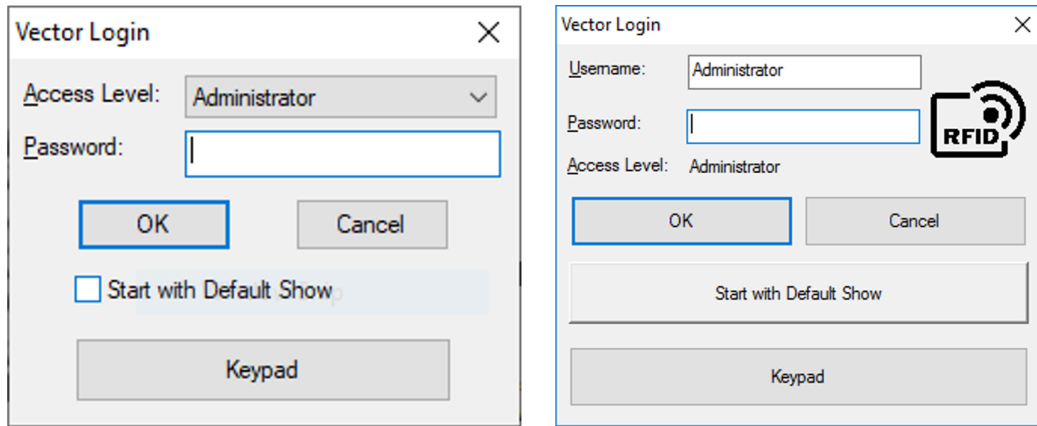 Vector Login
Access Level: Administrator
Password:
OK Cancel
Start with Default Show
Keypad
Vector Login
Username: Administrator
Password:
RFID
Access Level: Administrator
OK Cancel
Start with Default Show
Keypad